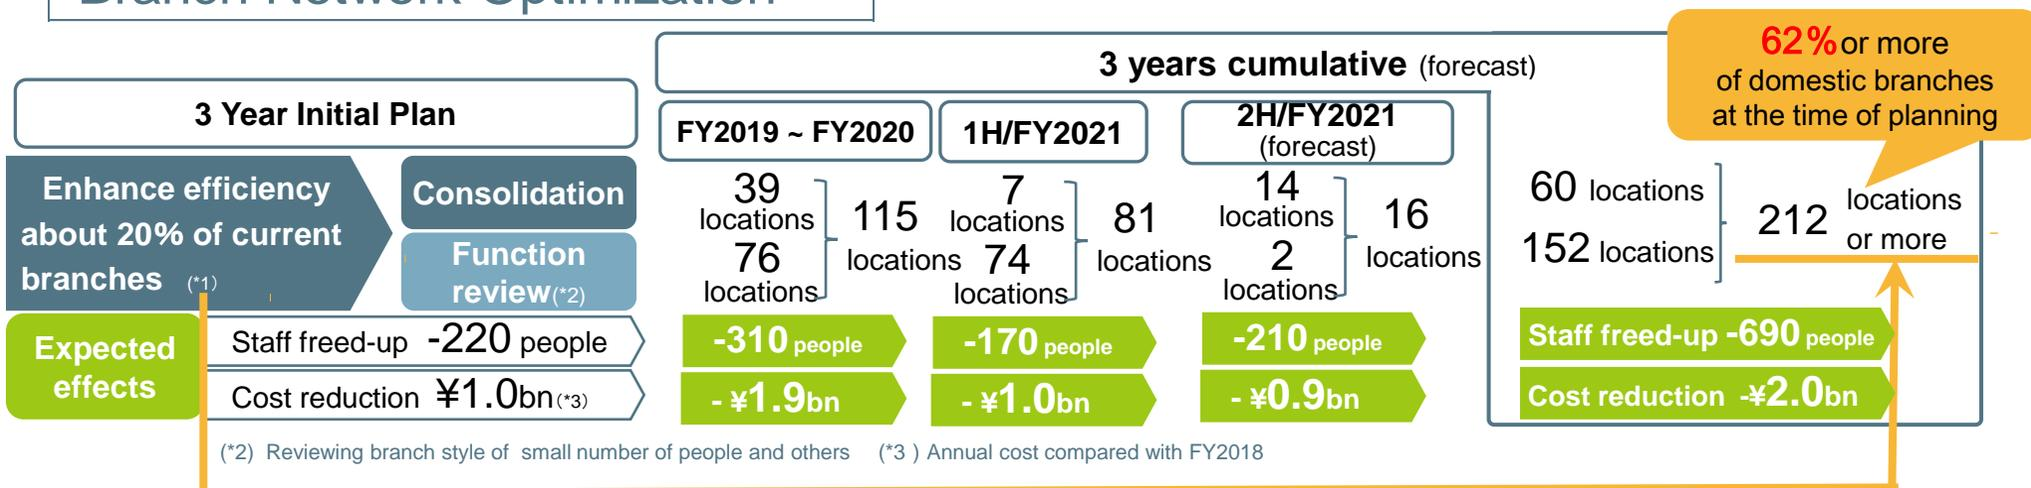 Branch Network Optimization
62% or more
of domestic branches
at the time of planning
3 years cumulative (forecast)
3 Year Initial Plan
FY2019 ~ FY2020
1H/FY2021
2H/FY2021
(forecast)
Enhance efficiency
about 20% of current
branches (*1)
Consolidation
Function
review(*2)
39
locations
76
locations
115
locations
7
locations
74
locations
81
locations
14
locations
2
locations
16
locations
60 locations
152 locations
212 locations
or more
Expected
effects
Staff freed-up -220 people
Cost reduction ¥1.0bn(*3)
-310 people
- ¥1.9bn
-170 people
- ¥1.0bn
-210 people
- ¥0.9bn
Staff freed-up -690 people
Cost reduction -¥2.0bn
(*2) Reviewing branch style of small number of people and others (*3 ) Annual cost compared with FY2018